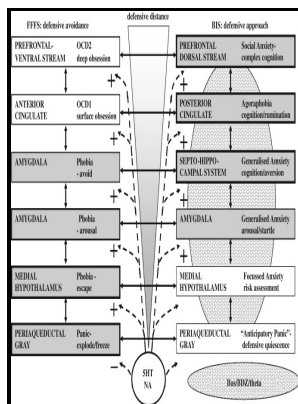 FFFS: defensive avoidance
defensive distance
BIS: defensive approach
PREFRONTAL- OCD2
VENTRAL STREAM deep obsession
PREFRONTAL Social Anxiety-
DORSAL STREAM complex cognition
ANTERIOR OCD1
CINGULATE surface obsession
POSTERIOR Agoraphobia
CINGULATE cognition/rumination
AMYGDALA Phobia
- avoid
SEPTO-HIPPO- Generalised Anxiety
CAMPAL SYSTEM cognition/aversion
AMYGDALA Phobia
- arousal
AMYGDALA Generalised Anxiety
arousal/startle
MEDIAL Phobia-
HYPOTHALAMUS escape
MEDIAL Focussed Anxiety
HYPOTHALAMUS risk assessment
PERIAQUEDUCTAL Panic-
GRAY explode/freeze
PERIAQUEDUCTAL "Anticipatory Panic"-
GRAY defensive quiescence
+ +
+ +
+ +
+ +
+ +
− −
5HT
NA
Bus/BDZ/theta